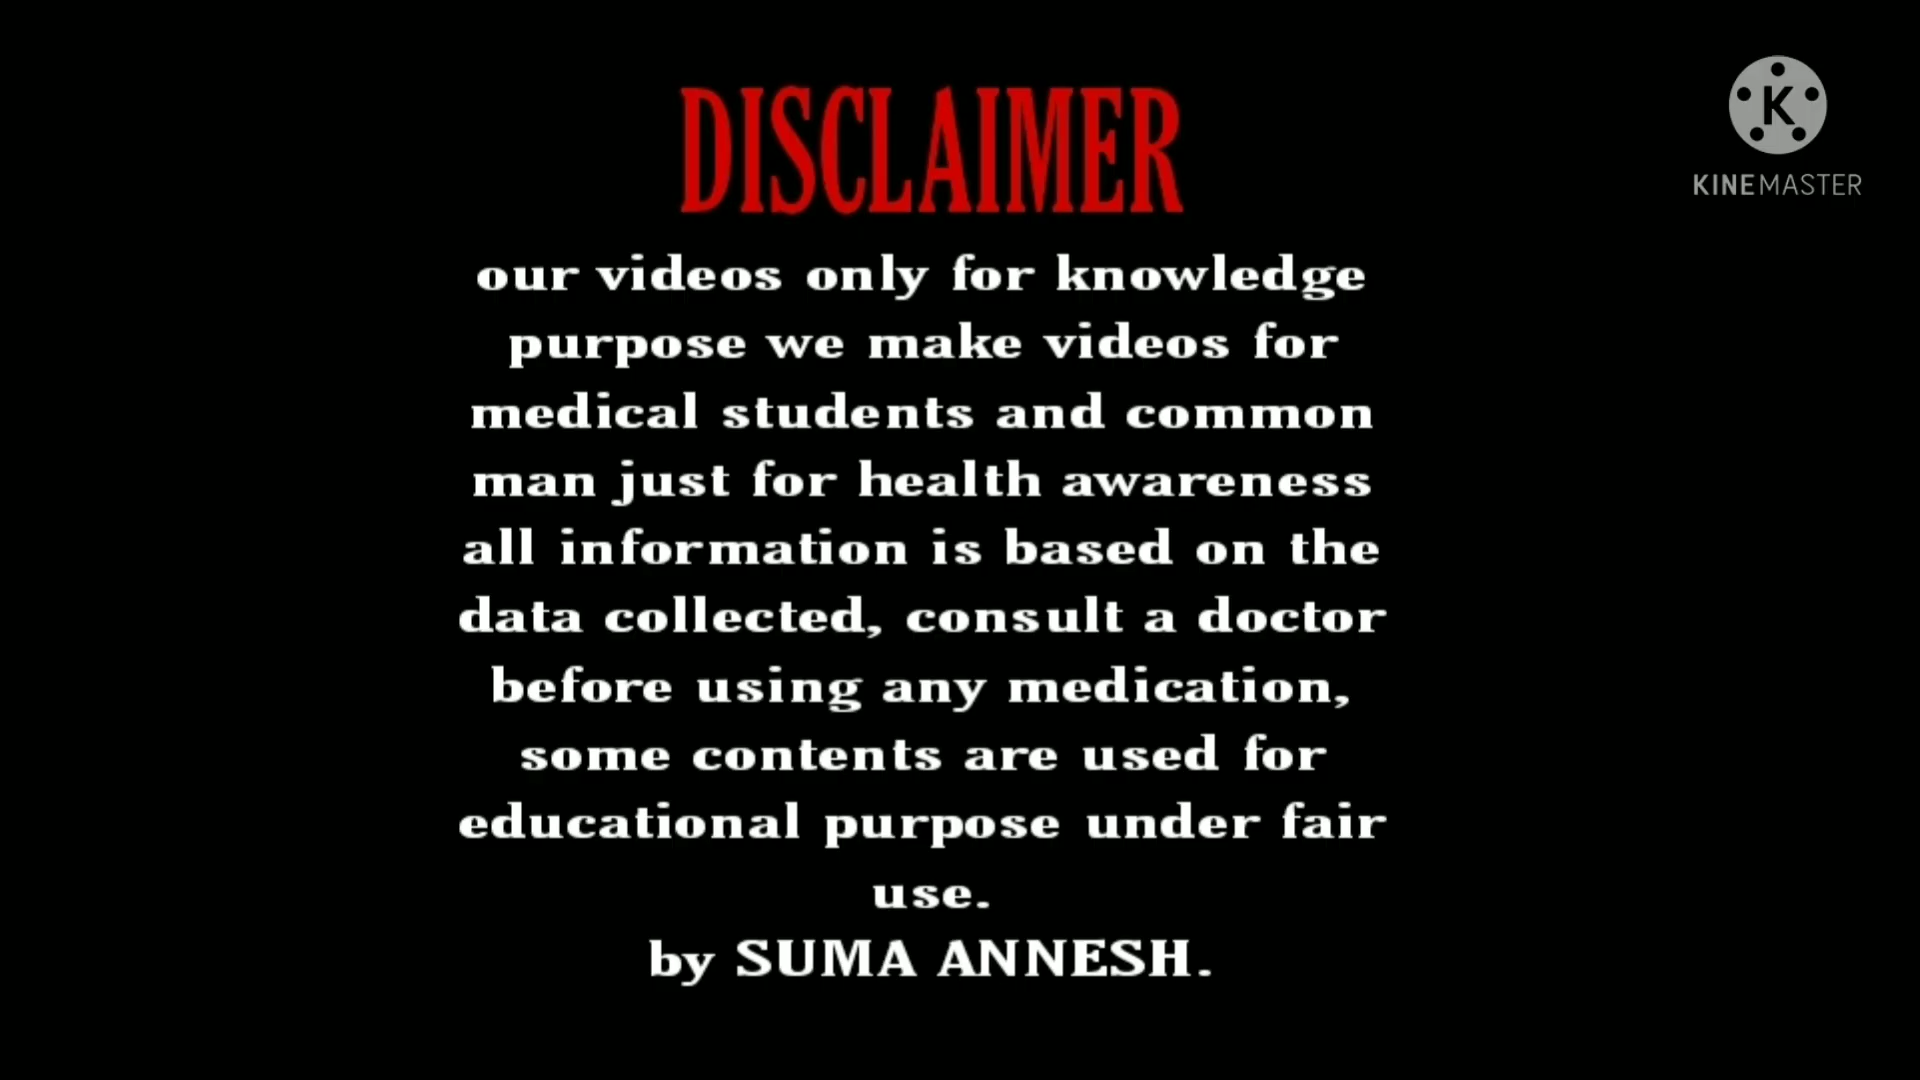 DISCLAIMER
K
KINEMASTER
our videos only for knowledge
purpose we make videos for
medical students and common
man just for health awareness
all information is based on the
data collected, consult a doctor
before using any medication,
some contents are used for
educational purpose under fair
use.
by SUMA ANNESH.